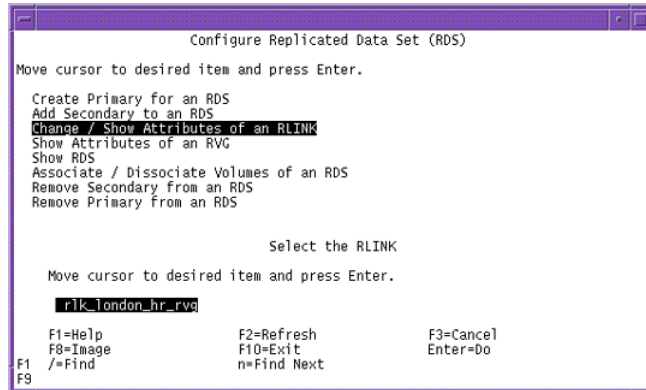 Configure Replicated Data Set (RDS)
Move cursor to desired item and press Enter.
Create Primary for an RDS
Add Secondary to an RDS
Change / Show Attributes of an RLINK
Show Attributes of an RVG
Show RDS
Associate / Dissociate Volumes of an RDS
Remove Secondary from an RDS
Remove Primary from an RDS
Select the RLINK
Move cursor to desired item and press Enter.
rlk_london_hr_rvg
F1=Help F2=Refresh F3=Cancel
F8=Image F10=Exit Enter=Do
F1 /=Find n=Find Next
F9